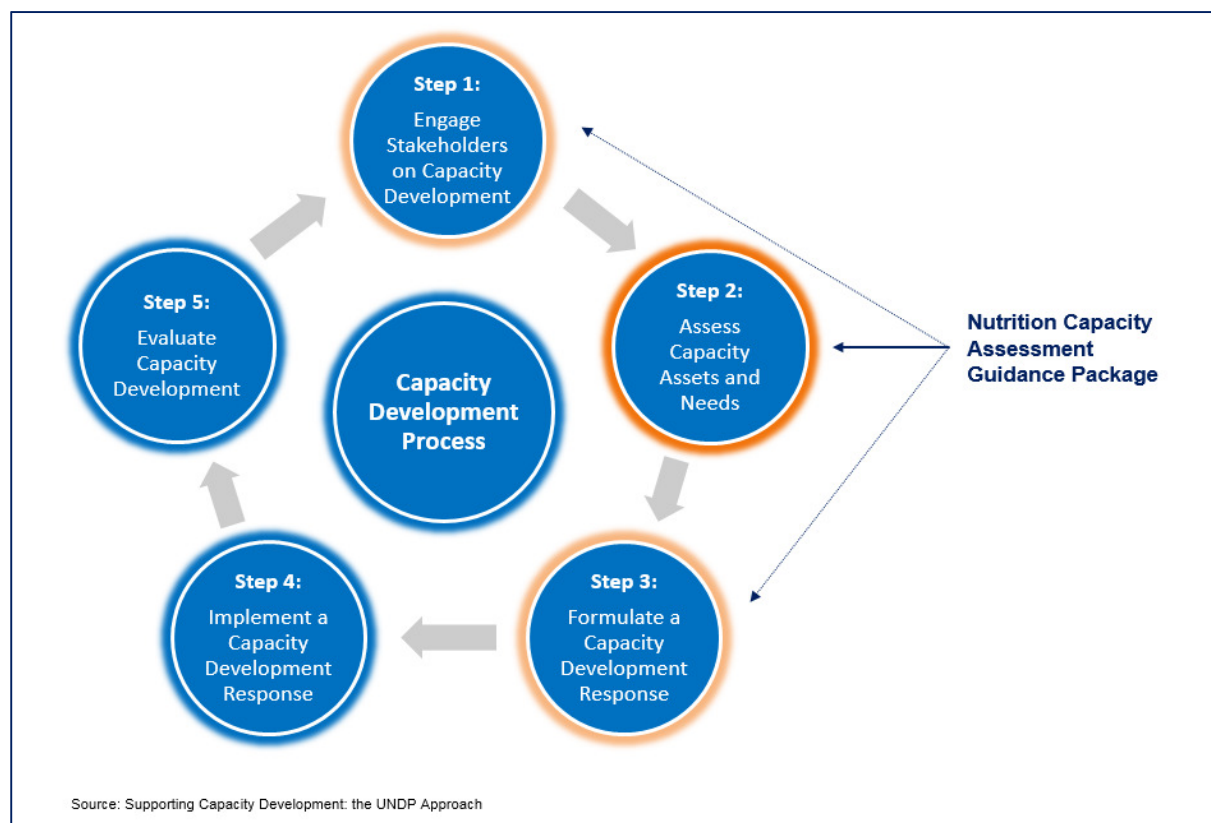 Step 1:
Engage
Stakeholders
on Capacity
Development
Step 2:
Assess
Capacity
Assets and
Needs
Step 3:
Formulate a
Capacity
Development
Response
Step 4:
Implement a
Capacity
Development
Response
Step 5:
Evaluate
Capacity
Development
Capacity
Development
Process
Nutrition Capacity
Assessment
Guidance Package
Source: Supporting Capacity Development: the UNDP Approach